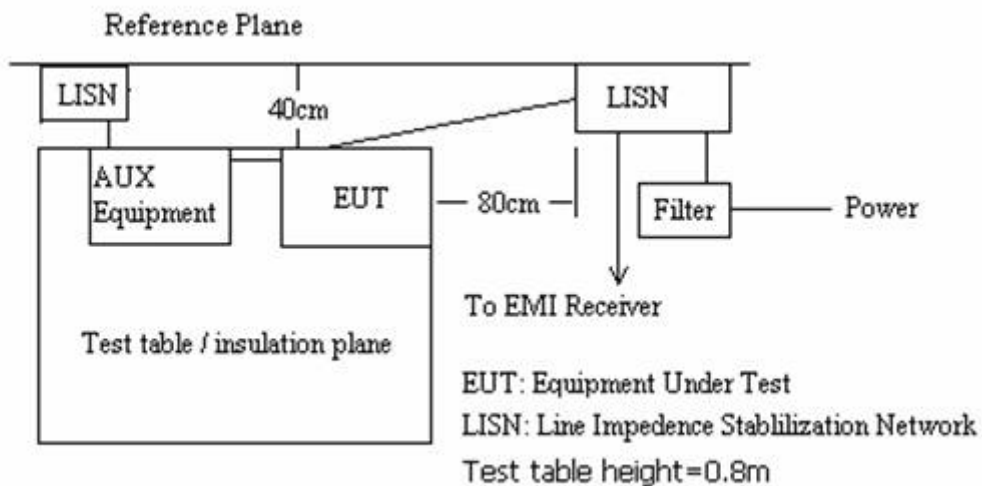 Reference Plane
LISN
40cm
LISN
AUX
Equipment
EUT
80cm
Filter
Power
To EMI Receiver
Test table / insulation plane
EUT: Equipment Under Test
LISN: Line Impedence Stablilization Network
Test table height=0.8m